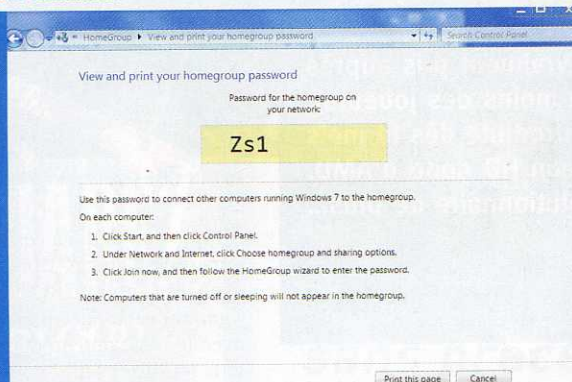 HomeGroup ▸ View and print your homegroup password
Search Control Panel
View and print your homegroup password
Password for the homegroup on
your network:
Zs1
Use this password to connect other computers running Windows 7 to the homegroup.
On each computer:
1. Click Start, and then click Control Panel.
2. Under Network and Internet, click Choose homegroup and sharing options.
3. Click Join now, and then follow the HomeGroup wizard to enter the password.
Note: Computers that are turned off or sleeping will not appear in the homegroup.
Print this page
Cancel